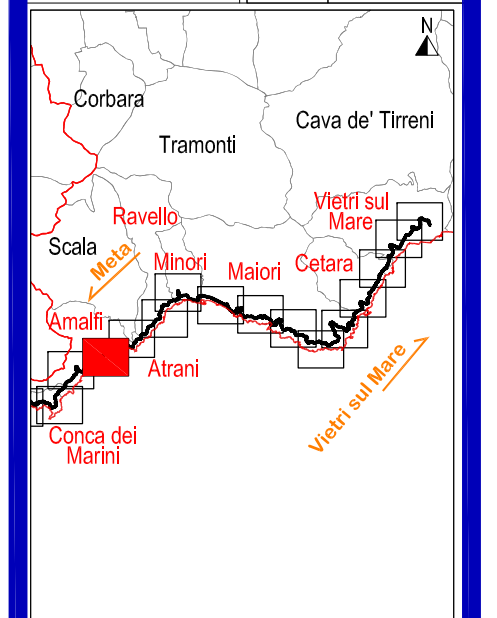 N
Corbara
Cava de' Tirreni
Tramonti
Vietri sul
Mare
Ravello
Scala
Meta
Minori
Maiori
Cetara
Amalfi
Atrani
Vietri sul Mare
Conca dei
Marini